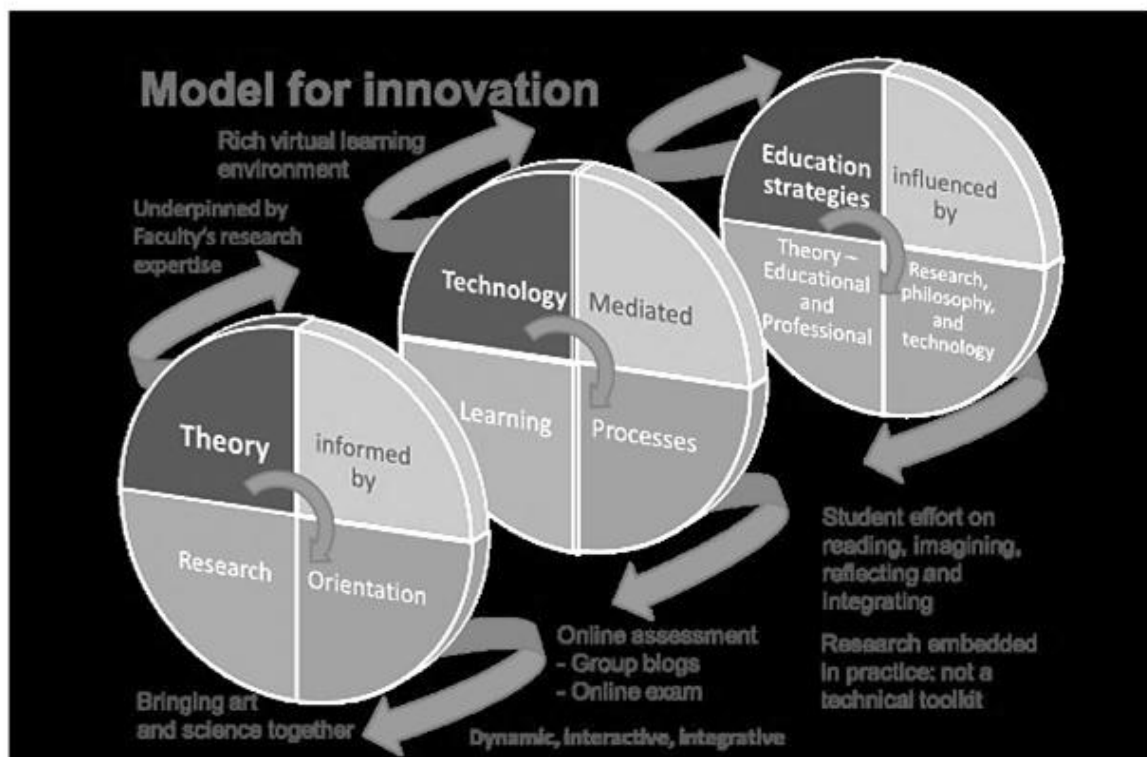 Model for innovation
Rich virtual learning
environment
Underpinned by
Faculty's research
expertise
Theory
informed
by
Research
Orientation
Bringing art
and science together
Technology
Mediated
Learning
Processes
Online assessment
- Group blogs
- Online exam
Education
strategies
influenced
by
Theory –
Educational
and
Professional
Research,
philosophy,
and
technology
Student effort on
reading, imagining,
reflecting and
integrating
Research embedded
in practice: not a
technical toolkit
Dynamic, interactive, integrative